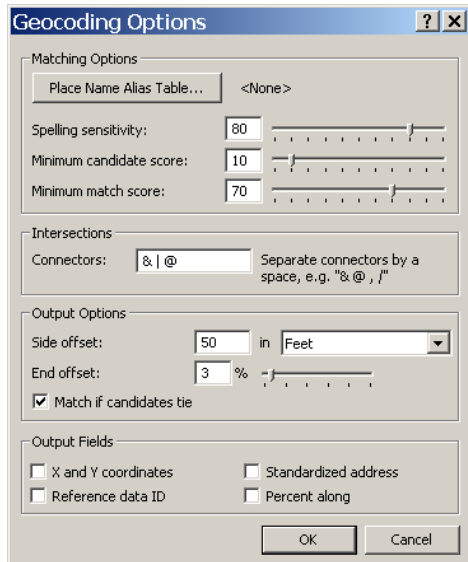 Geocoding Options
Matching Options
Place Name Alias Table... <None>
Spelling sensitivity: 80
Minimum candidate score: 10
Minimum match score: 70
Intersections
Connectors: & | @ Separate connectors by a
space, e.g. "& @ , /"
Output Options
Side offset: 50 in Feet
End offset: 3 %
Match if candidates tie
Output Fields
X and Y coordinates Standardized address
Reference data ID Percent along
OK Cancel